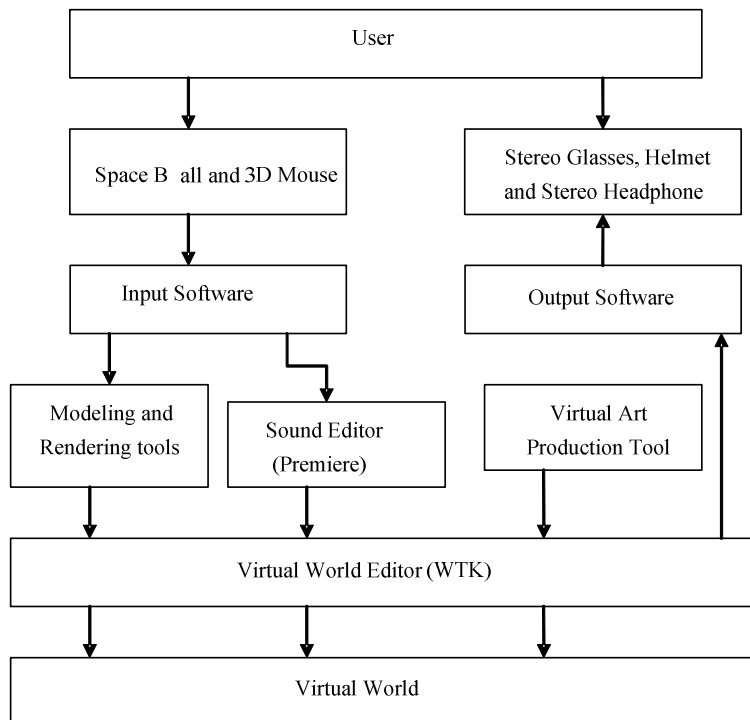 User
Space B all and 3D Mouse
Stereo Glasses, Helmet
and Stereo Headphone
Input Software
Output Software
Modeling and
Rendering tools
Sound Editor
(Premiere)
Virtual Art
Production Tool
Virtual World Editor (WTK)
Virtual World